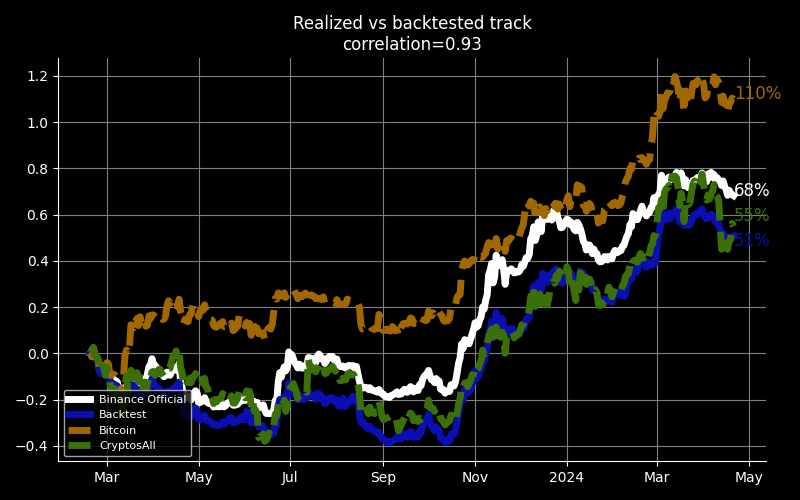 Realized vs backtested track
correlation=0.93
1.2
1.0
0.8
0.6
0.4
0.2
0.0
−0.2
−0.4
110%
68%
55%
51%
Binance Official
Backtest
Bitcoin
CryptosAll
Mar
May
Jul
Sep
Nov
2024
Mar
May